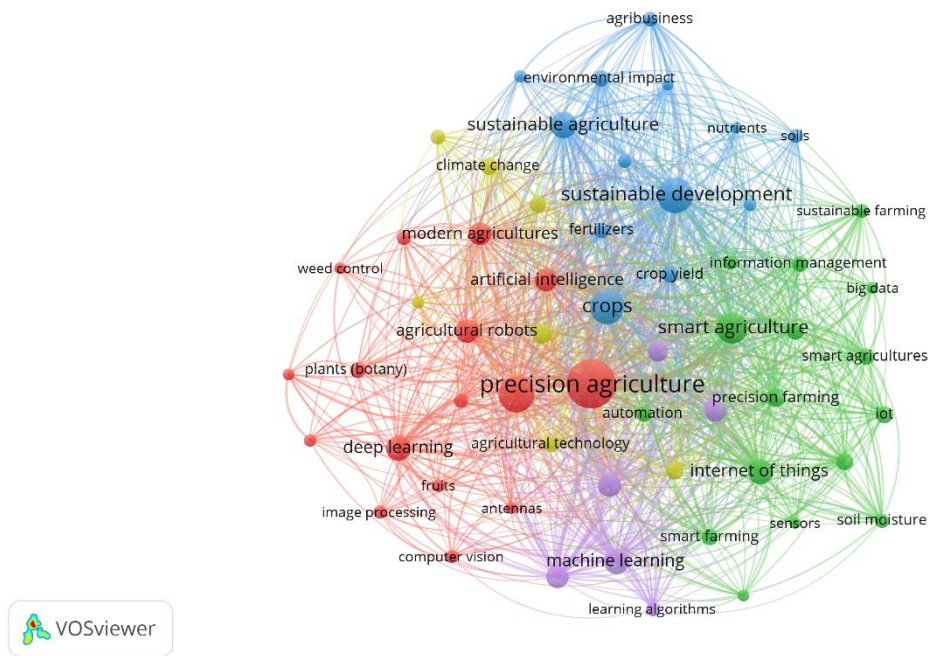 agribusiness
environmental impact
sustainable agriculture
nutrients
soils
climate change
sustainable development
sustainable farming
modern agricultures
fertilizers
weed control
artificial intelligence
crop yield
information management
big data
crops
agricultural robots
smart agriculture
smart agricultures
plants (botany)
precision agriculture
precision farming
automation
iot
deep learning
agricultural technology
internet of things
fruits
image processing
antennas
sensors
soil moisture
smart farming
computer vision
machine learning
learning algorithms
VOSviewer